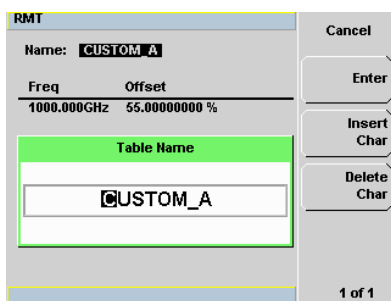 RMT
Name: CUSTOM_A
Freq Offset
1000.000GHz 55.00000000 %
Table Name
CUSTOM_A
Cancel
Enter
Insert
Char
Delete
Char
1 of 1